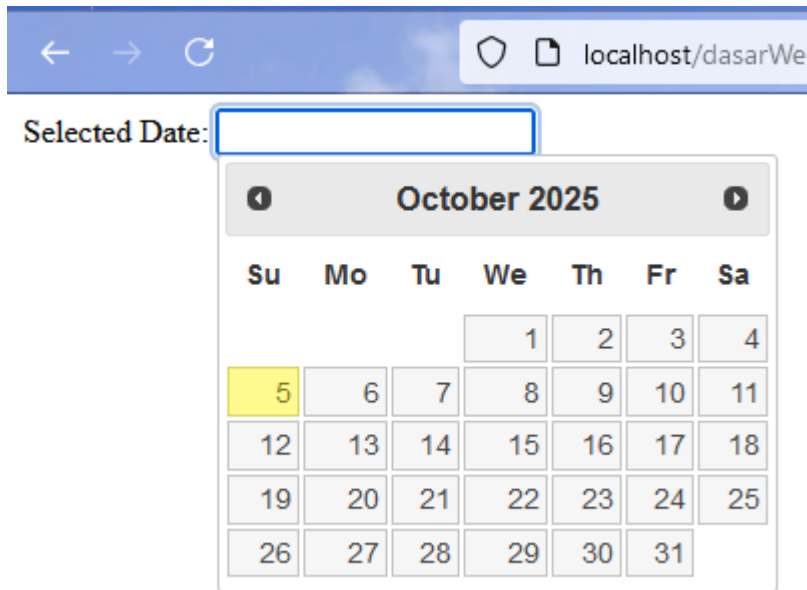 localhost/dasarWe
Selected Date:
October 2025
Su Mo Tu We Th Fr Sa
1 2 3 4
5 6 7 8 9 10 11
12 13 14 15 16 17 18
19 20 21 22 23 24 25
26 27 28 29 30 31